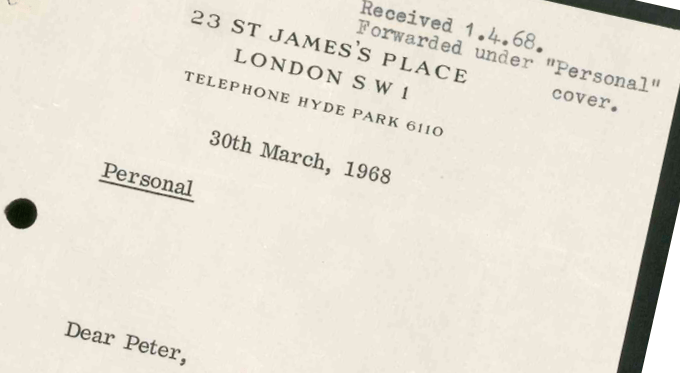 Received 1.4.68.
Forwarded under "Personal"
cover.
23 ST JAMES'S PLACE
LONDON S W 1
TELEPHONE HYDE PARK 6110
30th March, 1968
Personal
Dear Peter,